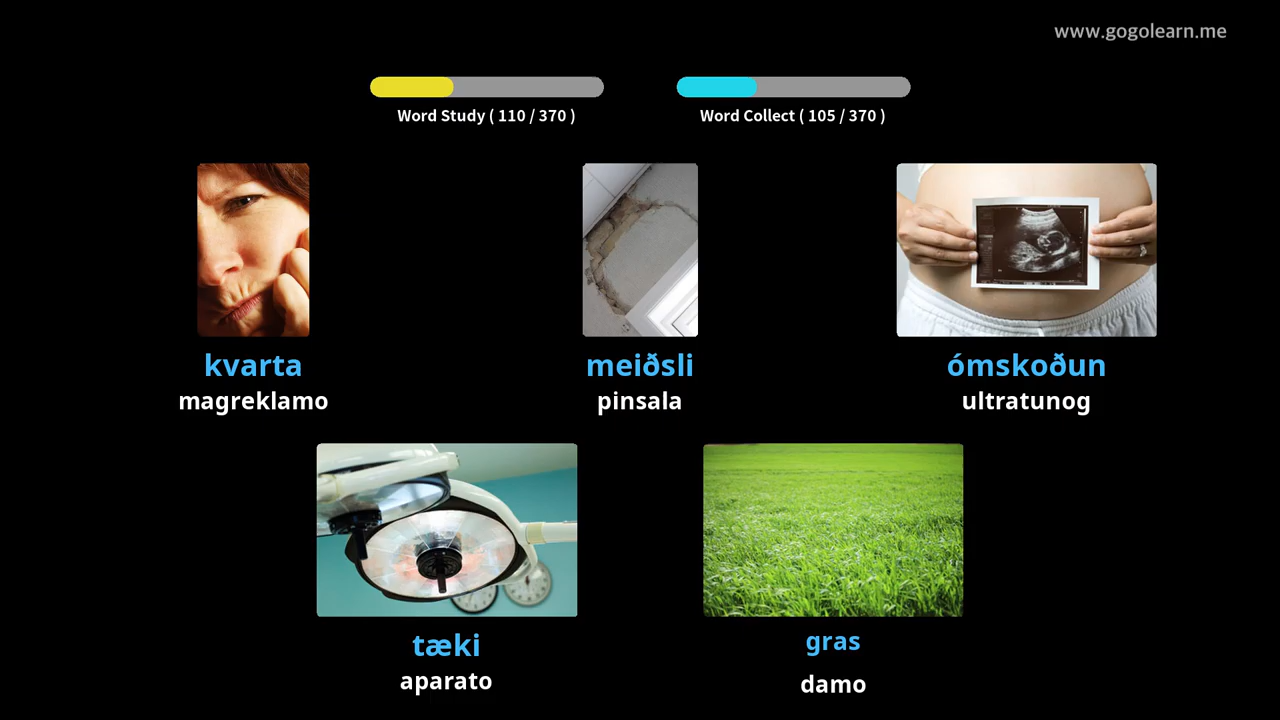 www.gogolearn.me
Word Study ( 110 / 370 )
Word Collect ( 105 / 370 )
kvarta
magreklamo
meiðsli
pinsala
ómskoðun
ultratunog
tæki
aparato
gras
damo